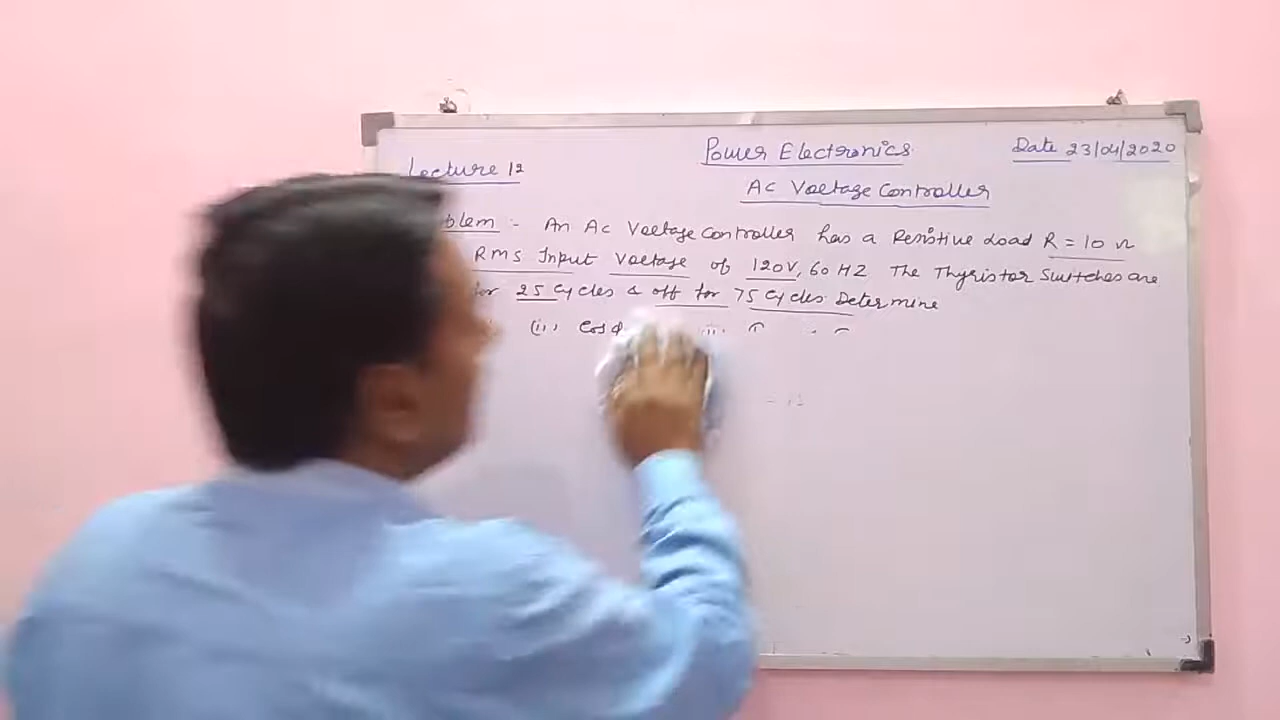 Lecture 12
Power Electronics
Date 23/04/2020
AC Voltage Controller
blem :- An AC Voltage Controller has a Resistive Load R = 10 Ω
RMS Input Voltage of 120V, 60 HZ The Thyristor Switches are
for 25 Cycles & off for 75 Cycles Determine
(ii) Cos ϕ